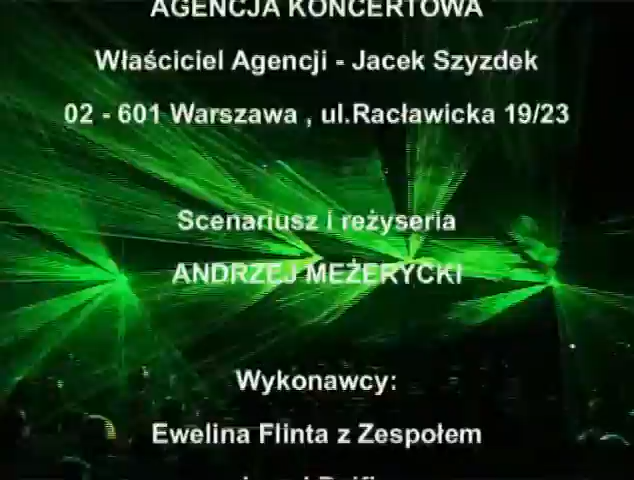 AGENCJA KONCERTOWA
Właściciel Agencji - Jacek Szyzdek
02 - 601 Warszawa , ul.Racławicka 19/23
Scenariusz i reżyseria
ANDRZEJ MEŻERYCKI
Wykonawcy:
Ewelina Flinta z Zespołem